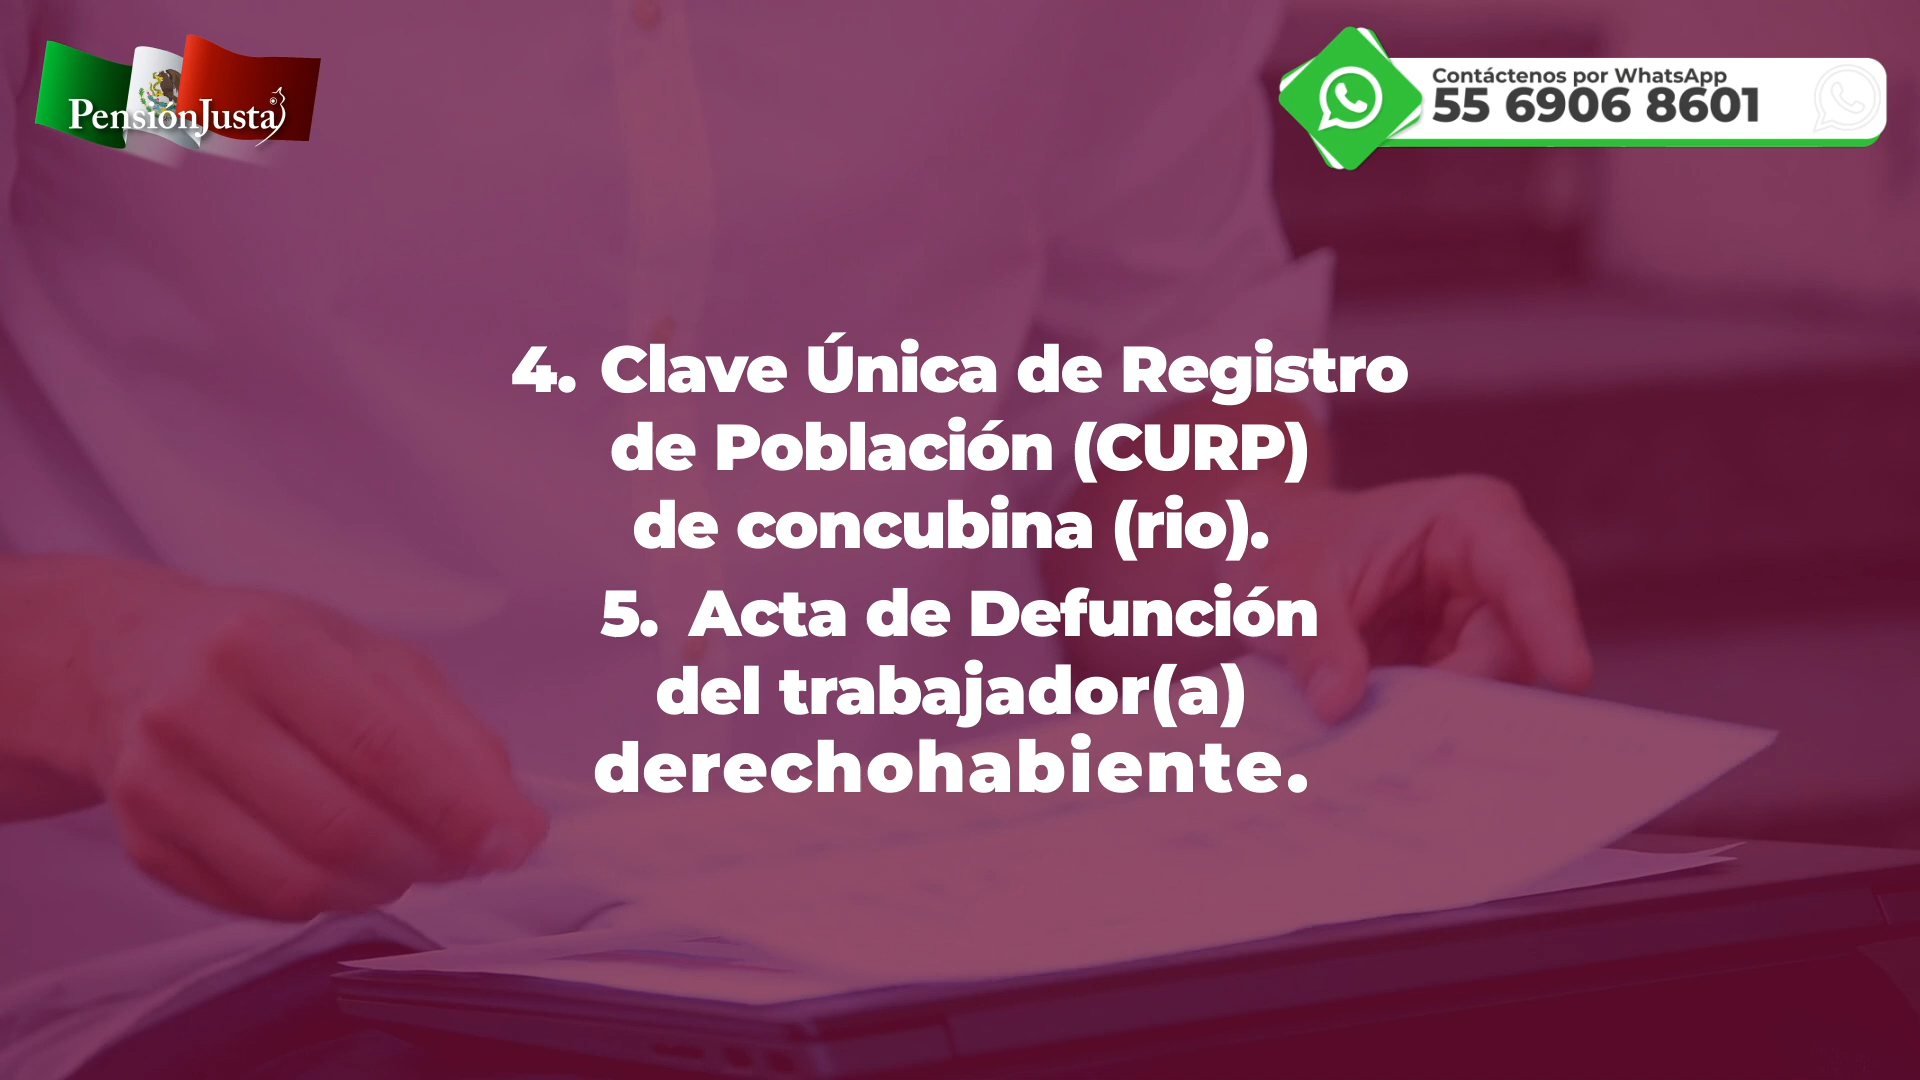 PensiónJusta
Contáctenos por WhatsApp
55 6906 8601
4. Clave Única de Registro
de Población (CURP)
de concubina (rio).
5. Acta de Defunción
del trabajador(a)
derechohabiente.